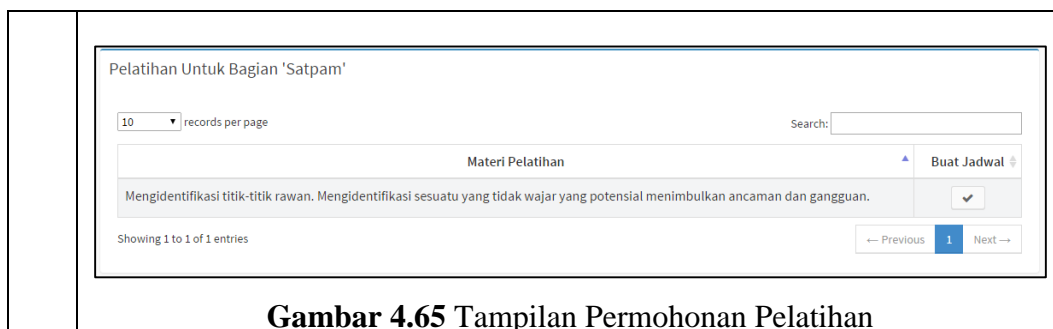 Pelatihan Untuk Bagian 'Satpam'
10 records per page Search:
Materi Pelatihan Buat Jadwal
Mengidentifikasi titik-titik rawan. Mengidentifikasi sesuatu yang tidak wajar yang potensial menimbulkan ancaman dan gangguan.
Showing 1 to 1 of 1 entries ← Previous 1 Next →
Gambar 4.65 Tampilan Permohonan Pelatihan